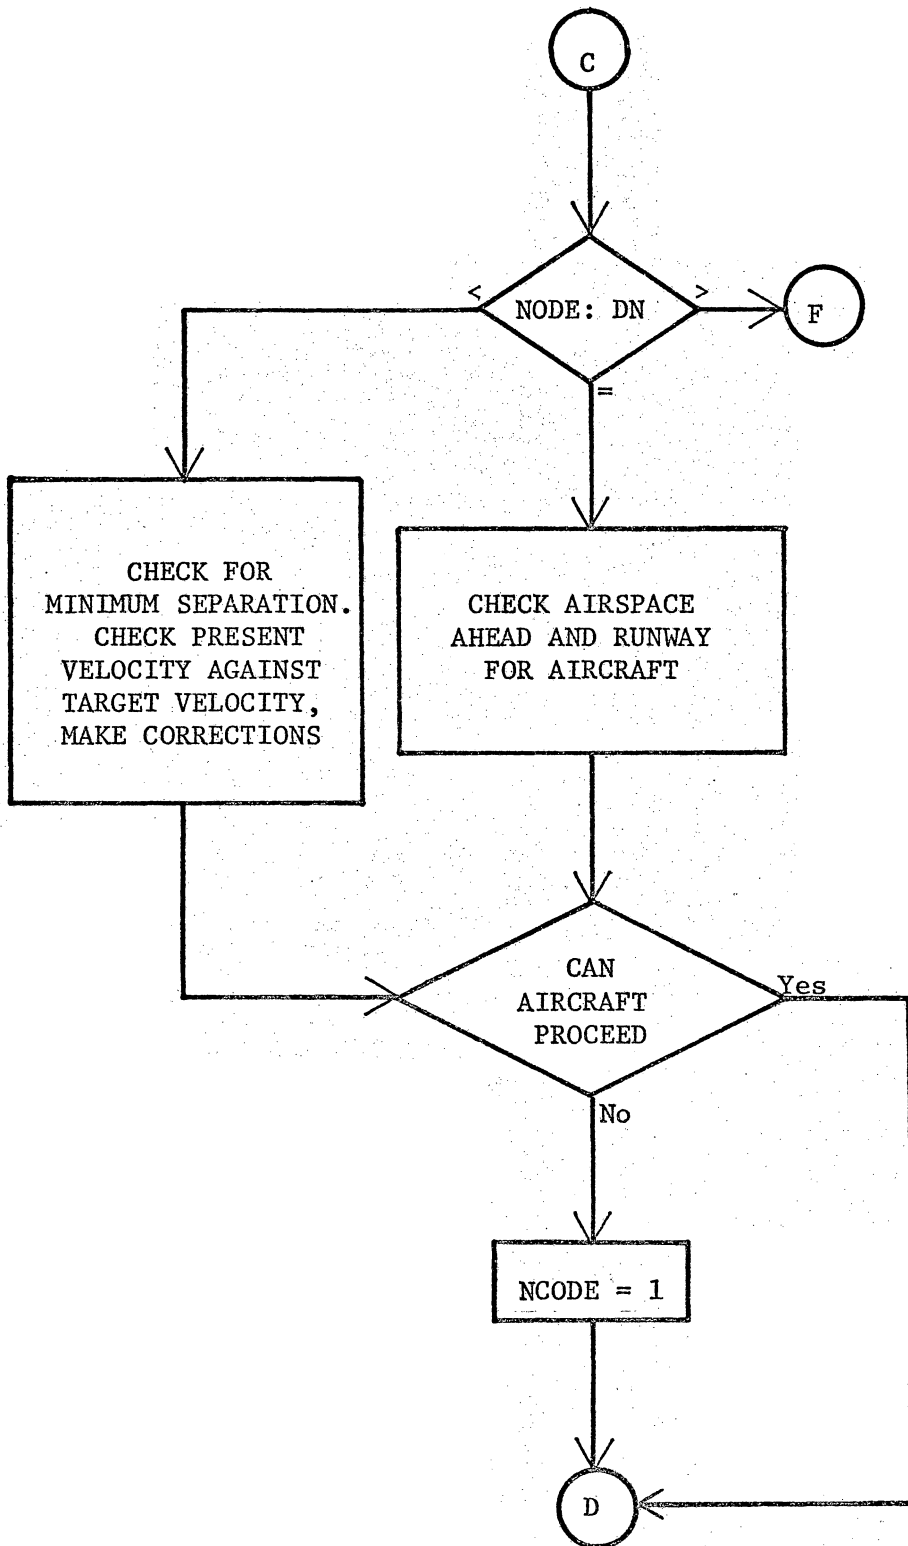 C
<
NODE: DN
>
F
=
CHECK FOR
MINIMUM SEPARATION.
CHECK PRESENT
VELOCITY AGAINST
TARGET VELOCITY,
MAKE CORRECTIONS
CHECK AIRSPACE
AHEAD AND RUNWAY
FOR AIRCRAFT
CAN
AIRCRAFT
PROCEED
Yes
No
NCODE = 1
D